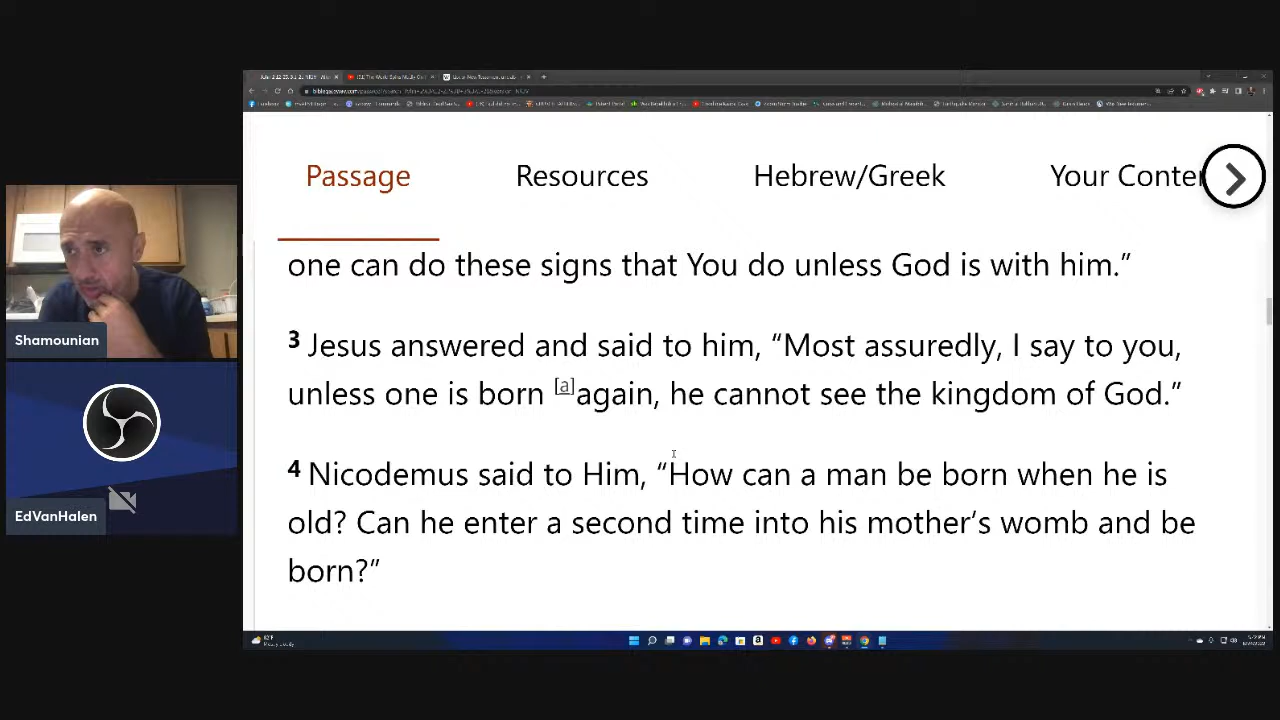 Passage
Resources
Hebrew/Greek
Your Conten
one can do these signs that You do unless God is with him.”
3 Jesus answered and said to him, “Most assuredly, I say to you,
unless one is born [a]again, he cannot see the kingdom of God.”
4 Nicodemus said to Him, “How can a man be born when he is
old? Can he enter a second time into his mother’s womb and be
born?”
Shamounian
EdVanHalen